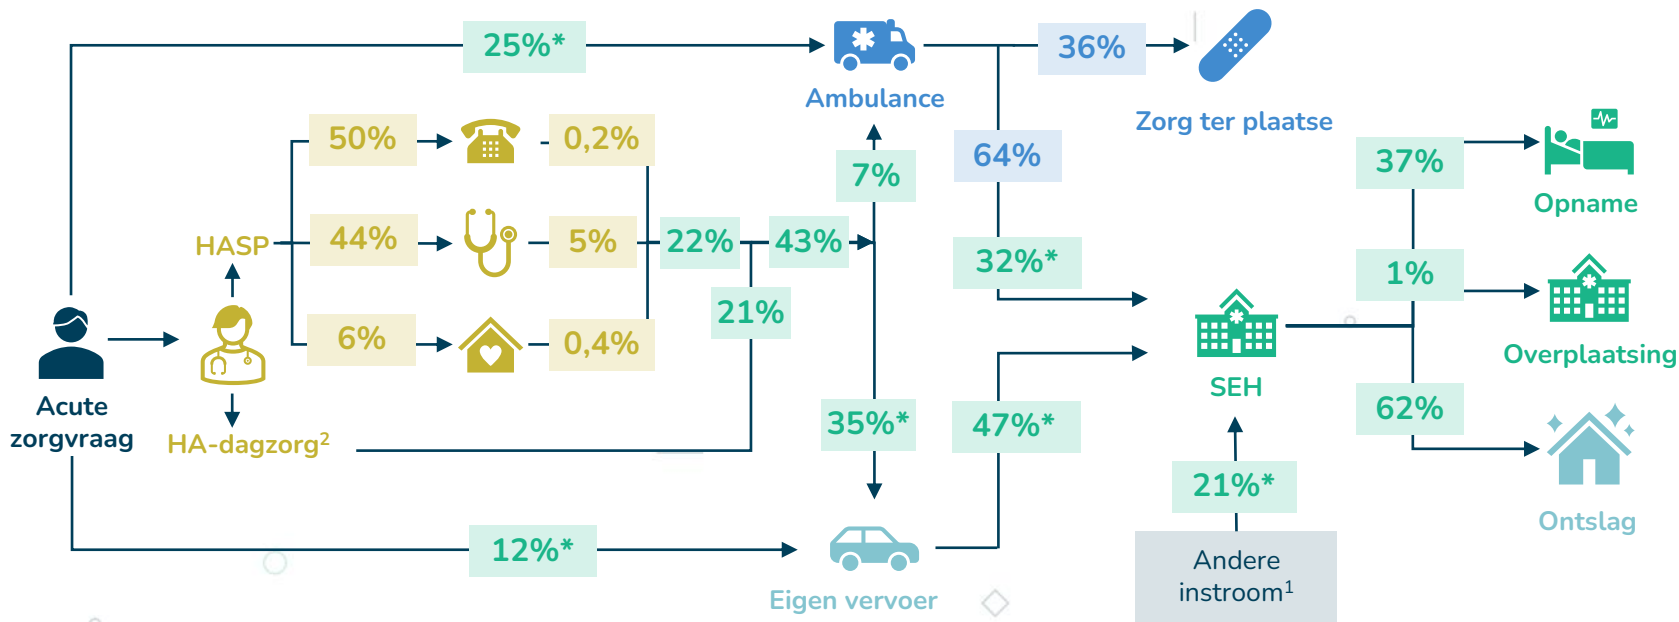 25%*
36%
Ambulance
Zorg ter plaatse
50%
0,2%
7%
64%
37%
Opname
HASP
44%
5%
22%
43%
32%*
1%
21%
6%
0,4%
Overplaatsing
SEH
Acute
zorgvraag
HA-dagzorg²
35%*
47%*
62%
21%*
Ontslag
12%*
Andere
instroom¹
Eigen vervoer